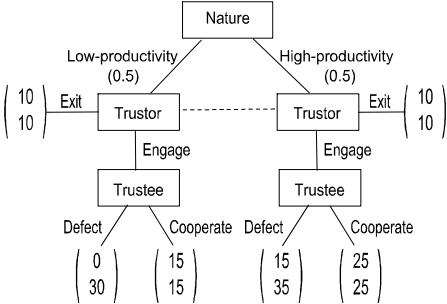 Nature
Low-productivity
(0.5)
High-productivity
(0.5)
10
10
Exit
Trustor
Trustor
Exit
10
10
Engage
Engage
Trustee
Trustee
Defect
Cooperate
Defect
Cooperate
0
30
15
15
15
35
25
25